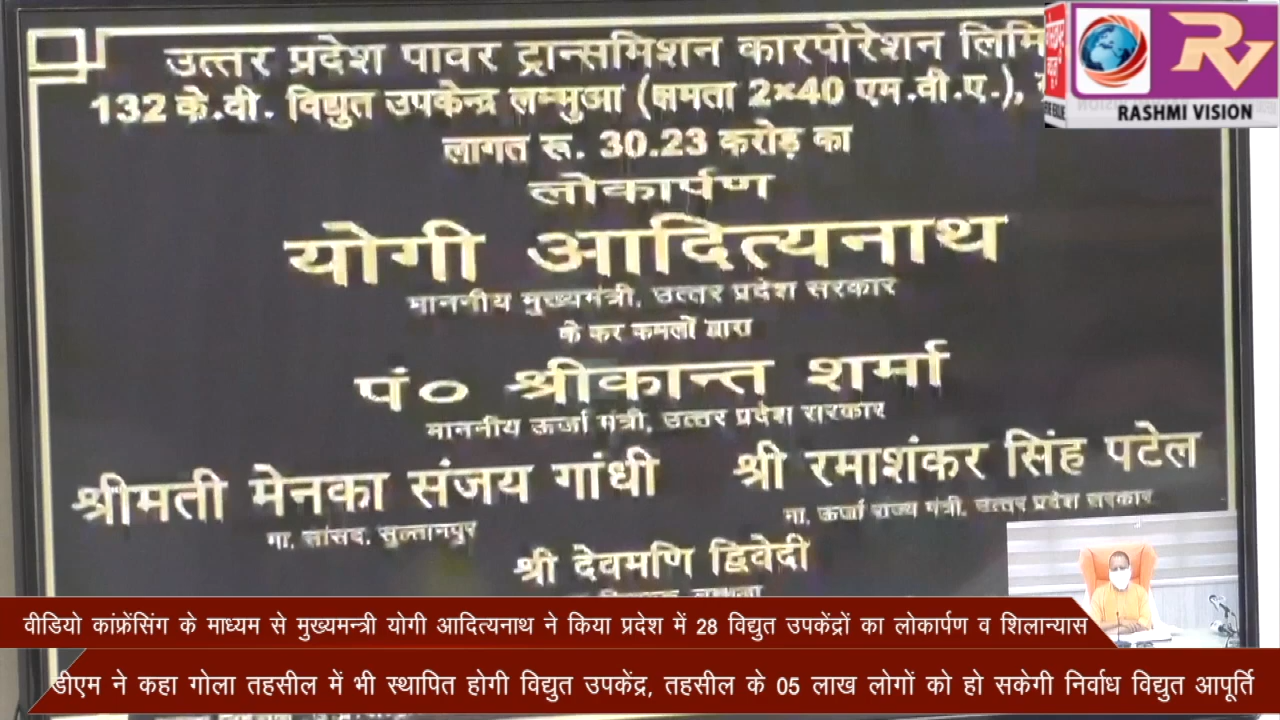 उत्तर प्रदेश पावर ट्रान्समिशन कारपोरेशन लिमि
132 के.वी. विद्युत उपकेन्द्र लम्मुआ (क्षमता 2×40 एम.वी.ए.),
लागत रू. 30.23 करोड़ का
लोकार्पण
योगी आदित्यनाथ
माननीय मुख्यमंत्री, उत्तर प्रदेश सरकार
के कर कमलों द्वारा
पं० श्रीकान्त शर्मा
माननीय ऊर्जा मंत्री, उत्तर प्रदेश सरकार
श्रीमती मेनका संजय गांधी श्री रमाशंकर सिंह पटेल
मा. सांसद, सुल्तानपुर मा. ऊर्जा राज्य मंत्री, उत्तर प्रदेश सरकार
श्री देवमणि द्विवेदी
RV
RASHMI VISION
वीडियो कांफ्रेंसिंग के माध्यम से मुख्यमन्त्री योगी आदित्यनाथ ने किया प्रदेश में 28 विद्युत उपकेंद्रों का लोकार्पण व शिलान्यास
डीएम ने कहा गोला तहसील में भी स्थापित होगी विद्युत उपकेंद्र, तहसील के 05 लाख लोगों को हो सकेगी निर्वाध विद्युत आपूर्ति